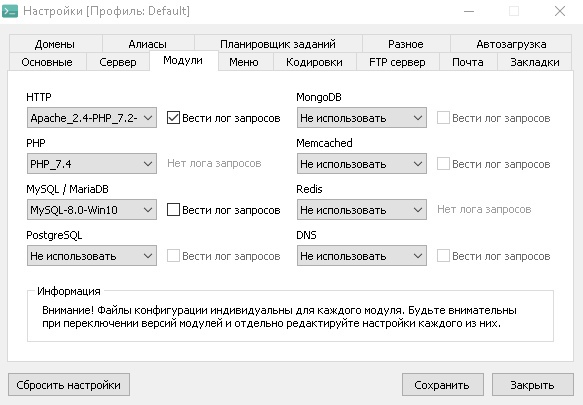 Настройки [Профиль: Default]
Домены Алиасы Планировщик заданий Разное Автозагрузка
Основные Сервер Модули Меню Кодировки FTP сервер Почта Закладки
HTTP MongoDB
Apache_2.4-PHP_7.2- Вести лог запросов Не использовать Вести лог запросов
PHP Memcached
PHP_7.4 Нет лога запросов Не использовать Вести лог запросов
MySQL / MariaDB Redis
MySQL-8.0-Win10 Вести лог запросов Не использовать Нет лога запросов
PostgreSQL DNS
Не использовать Вести лог запросов Не использовать Вести лог запросов
Информация
Внимание! Файлы конфигурации индивидуальны для каждого модуля. Будьте внимательны
при переключении версий модулей и отдельно редактируйте настройки каждого из них.
Сбросить настройки Сохранить Закрыть